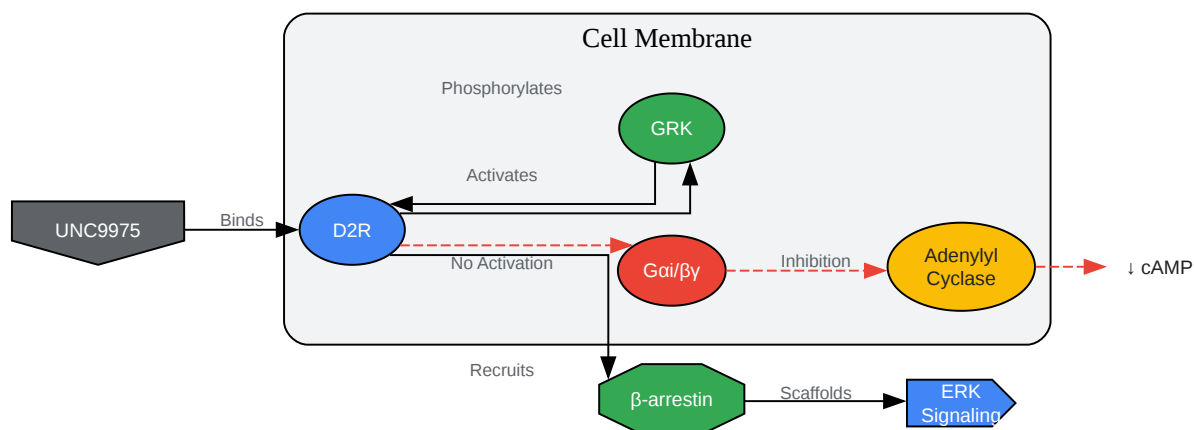 Cell Membrane
Phosphorylates
GRK
Activates
UNC9975
Binds
D2R
No Activation
Gαi/βγ
Inhibition
Adenylyl
Cyclase
↓ cAMP
Recruits
β-arrestin
Scaffolds
ERK
Signaling